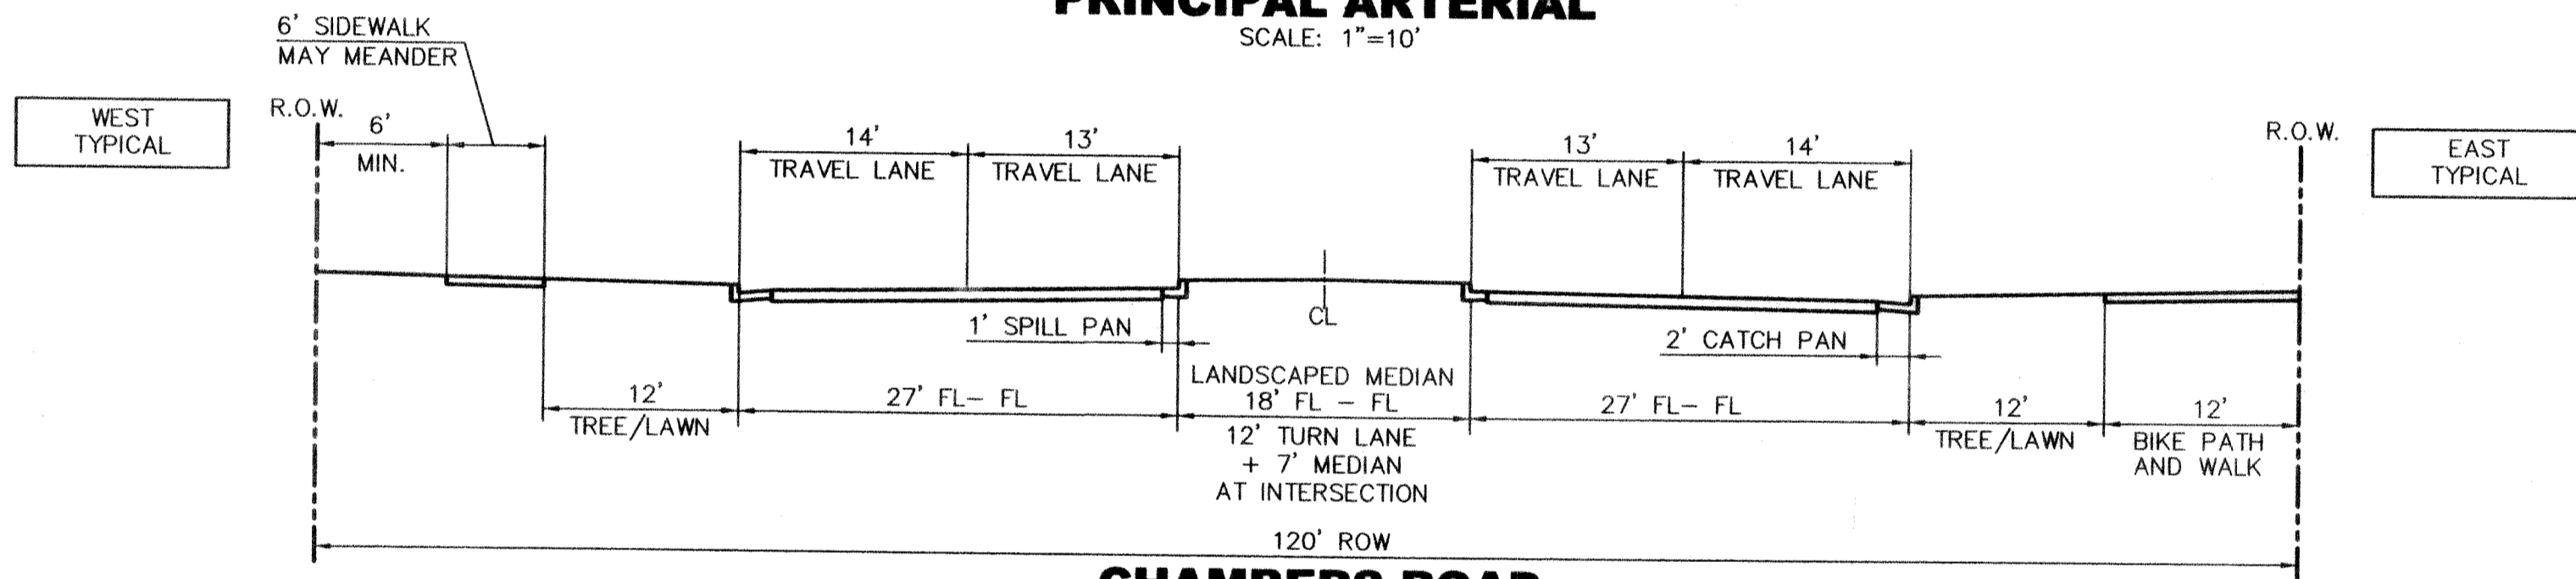 PRINCIPAL ARTERIAL
SCALE: 1"=10'
6' SIDEWALK
MAY MEANDER
WEST
TYPICAL
R.O.W.
6'
MIN.
14'
TRAVEL LANE
13'
TRAVEL LANE
13'
TRAVEL LANE
14'
TRAVEL LANE
R.O.W.
EAST
TYPICAL
1' SPILL PAN
CL
2' CATCH PAN
12'
TREE/LAWN
27' FL- FL
LANDSCAPED MEDIAN
18' FL - FL
12' TURN LANE
+ 7' MEDIAN
AT INTERSECTION
27' FL- FL
12'
TREE/LAWN
12'
BIKE PATH
AND WALK
120' ROW
CHAMBERS ROAD